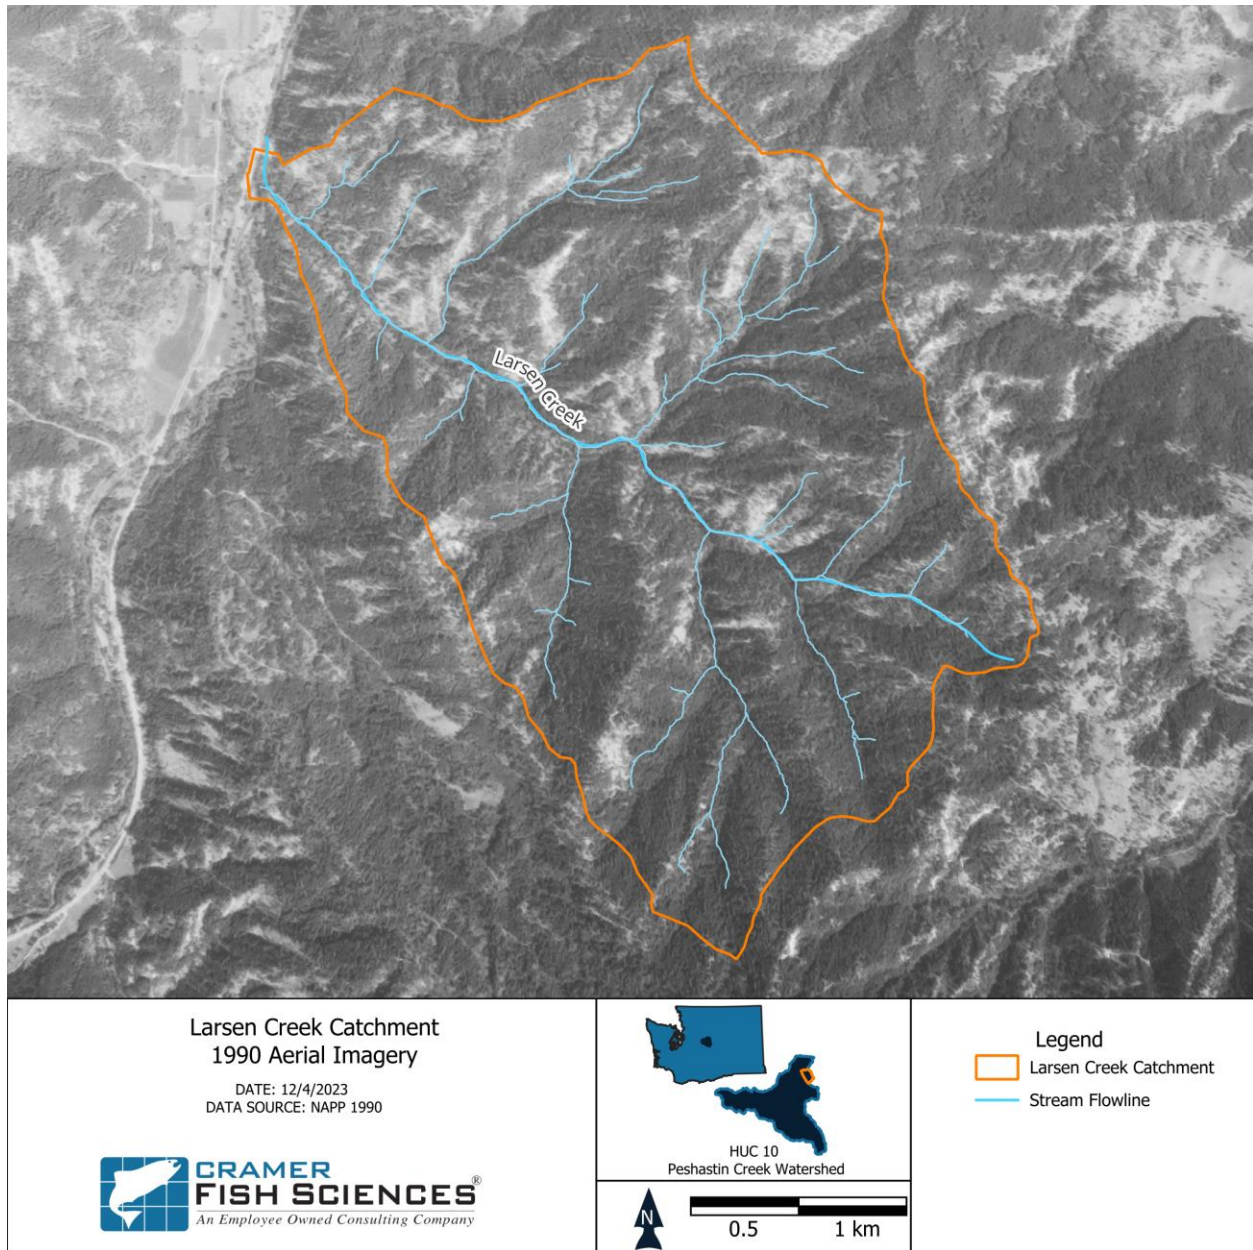 Larsen Creek
Larsen Creek Catchment
1990 Aerial Imagery
DATE: 12/4/2023
DATA SOURCE: NAPP 1990
CRAMER
FISH SCIENCES®
An Employee Owned Consulting Company
HUC 10
Peshastin Creek Watershed
N
0.5 1 km
Legend
Larsen Creek Catchment
Stream Flowline